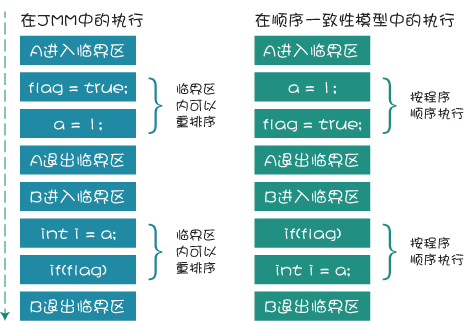 在JMM中的执行
A进入临界区
flag = true;
a = 1;
临界区
内可以
重排序
A退出临界区
B进入临界区
int i = a;
if(flag)
临界区
内可以
重排序
B退出临界区
在顺序一致性模型中的执行
A进入临界区
a = 1;
flag = true;
按程序
顺序执行
A退出临界区
B进入临界区
if(flag)
int i = a;
按程序
顺序执行
B退出临界区